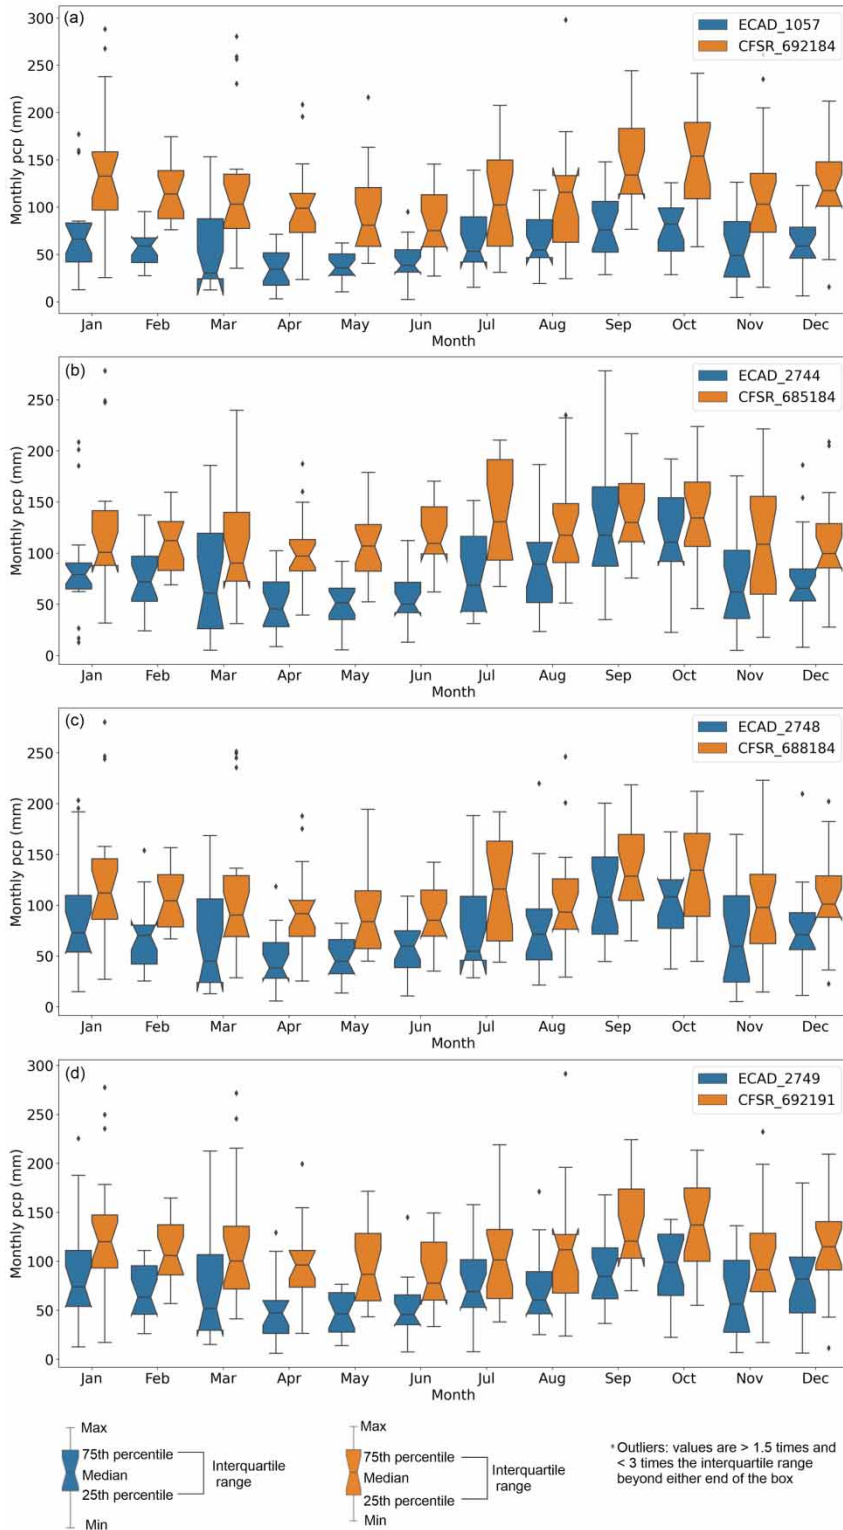 (a)
ECAD_1057
CFSR_692184
300
250
200
150
100
50
0
Monthly pcp (mm)
Jan Feb Mar Apr May Jun Jul Aug Sep Oct Nov Dec
Month
(b)
ECAD_2744
CFSR_685184
250
200
150
100
50
0
Monthly pcp (mm)
Jan Feb Mar Apr May Jun Jul Aug Sep Oct Nov Dec
Month
(c)
ECAD_2748
CFSR_688184
250
200
150
100
50
0
Monthly pcp (mm)
Jan Feb Mar Apr May Jun Jul Aug Sep Oct Nov Dec
Month
(d)
ECAD_2749
CFSR_692191
300
250
200
150
100
50
0
Monthly pcp (mm)
Jan Feb Mar Apr May Jun Jul Aug Sep Oct Nov Dec
Month
Max
75th percentile
Median
25th percentile
Min
Interquartile
range
Max
75th percentile
Median
25th percentile
Min
Interquartile
range
Outliers: values are > 1.5 times and
< 3 times the interquartile range
beyond either end of the box